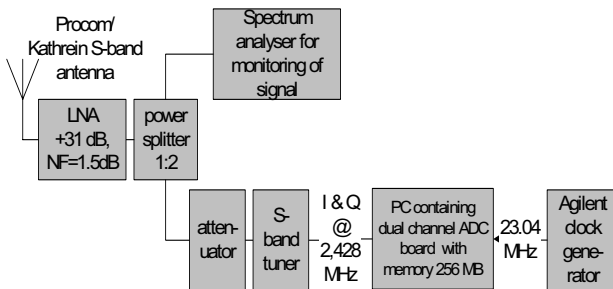 Procom/
Kathrein S-band
antenna
Spectrum
analyser for
monitoring of
signal
LNA
+31 dB,
NF=1.5dB
power
splitter
1:2
atten-
uator
S-
band
tuner
I & Q
@
2,428
MHz
PC containing
dual channel ADC
board with
memory 256 MB
23.04
MHz
Agilent
clock
gene-
rator